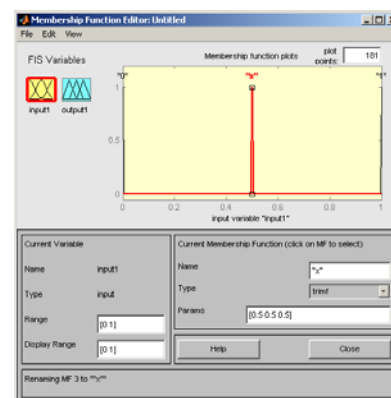 Membership Function Editor: Untitled
File Edit View
FIS Variables
Membership function plots
plot points:
181
input1
output1
"0"
"x"
"1"
1
0.5
0
0 0.2 0.4 0.6 0.8 1
input variable "input1"
Current Variable
Name input1
Type input
Range [0 1]
Display Range [0 1]
Current Membership Function (click on MF to select)
Name "x"
Type trimf
Params [0.5 0.5 0.5]
Help
Close
Renaming MF 3 to ""x""